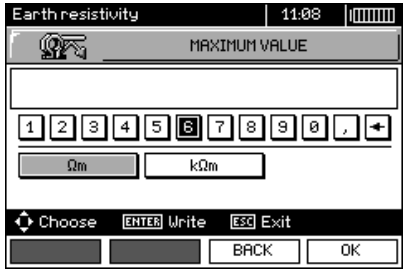 Earth resistivity 11:08
MAXIMUM VALUE
1 2 3 4 5 6 7 8 9 0 , ←
Ωm kΩm
Choose ENTER Write ESC Exit
BACK OK